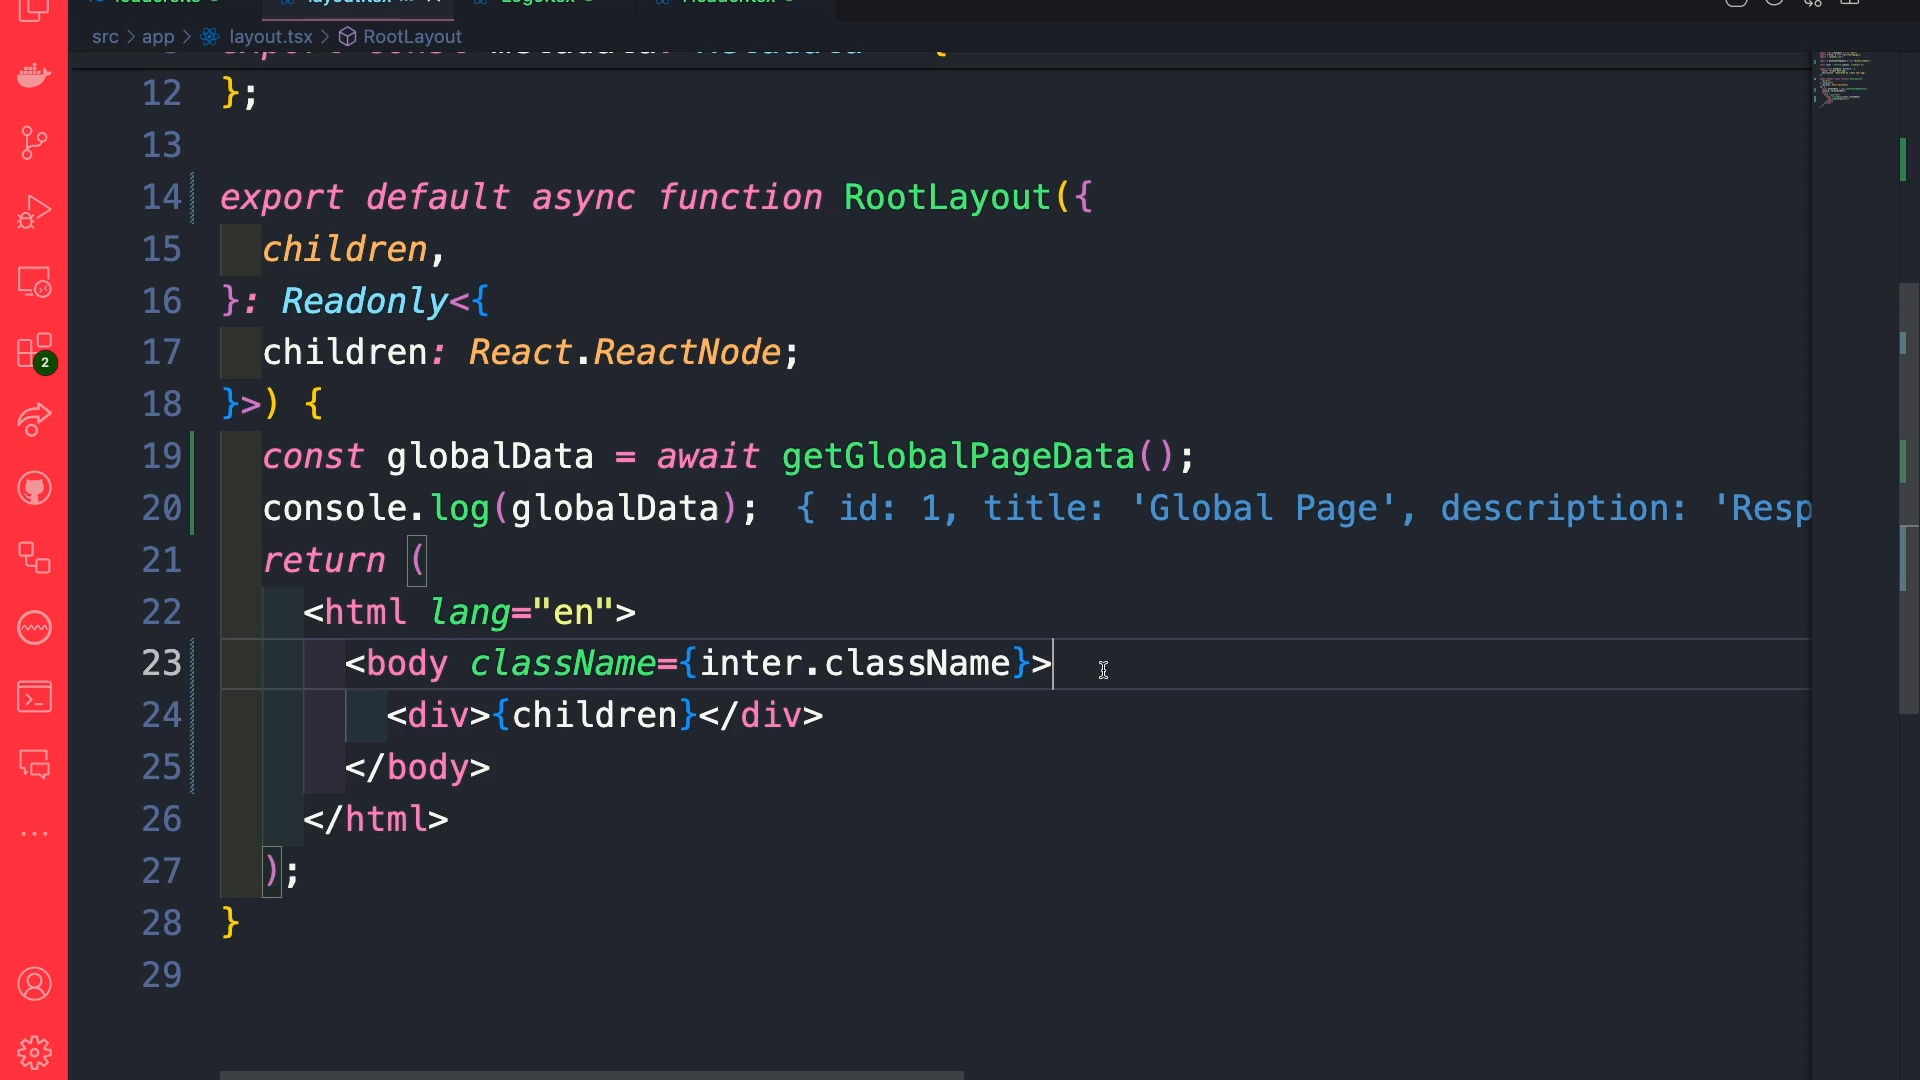 layout.tsx
src > app > layout.tsx > RootLayout
12 };
13
14 export default async function RootLayout({
15 children,
16 }: Readonly<{
17 children: React.ReactNode;
18 }>) {
19 const globalData = await getGlobalPageData();
20 console.log(globalData); { id: 1, title: 'Global Page', description: 'Resp
21 return (
22 <html lang="en">
23 <body className={inter.className}>
24 <div>{children}</div>
25 </body>
26 </html>
27 );
28 }
29
2